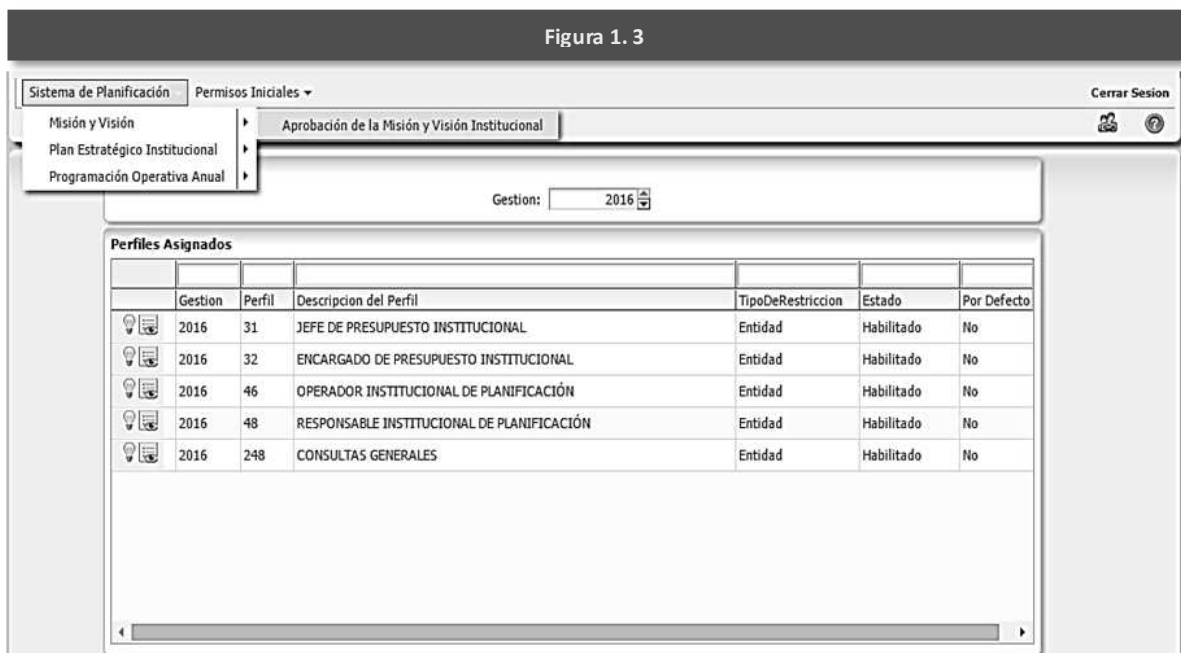 Figura 1. 3
Sistema de Planificación Permisos Iniciales Cerrar Sesion
Misión y Visión Aprobación de la Misión y Visión Institucional
Plan Estratégico Institucional
Programación Operativa Anual
Gestion: 2016
Perfiles Asignados
Gestion Perfil Descripcion del Perfil TipoDeRestriccion Estado Por Defecto
2016 31 JEFE DE PRESUPUESTO INSTITUCIONAL Entidad Habilitado No
2016 32 ENCARGADO DE PRESUPUESTO INSTITUCIONAL Entidad Habilitado No
2016 46 OPERADOR INSTITUCIONAL DE PLANIFICACIÓN Entidad Habilitado No
2016 48 RESPONSABLE INSTITUCIONAL DE PLANIFICACIÓN Entidad Habilitado No
2016 248 CONSULTAS GENERALES Entidad Habilitado No